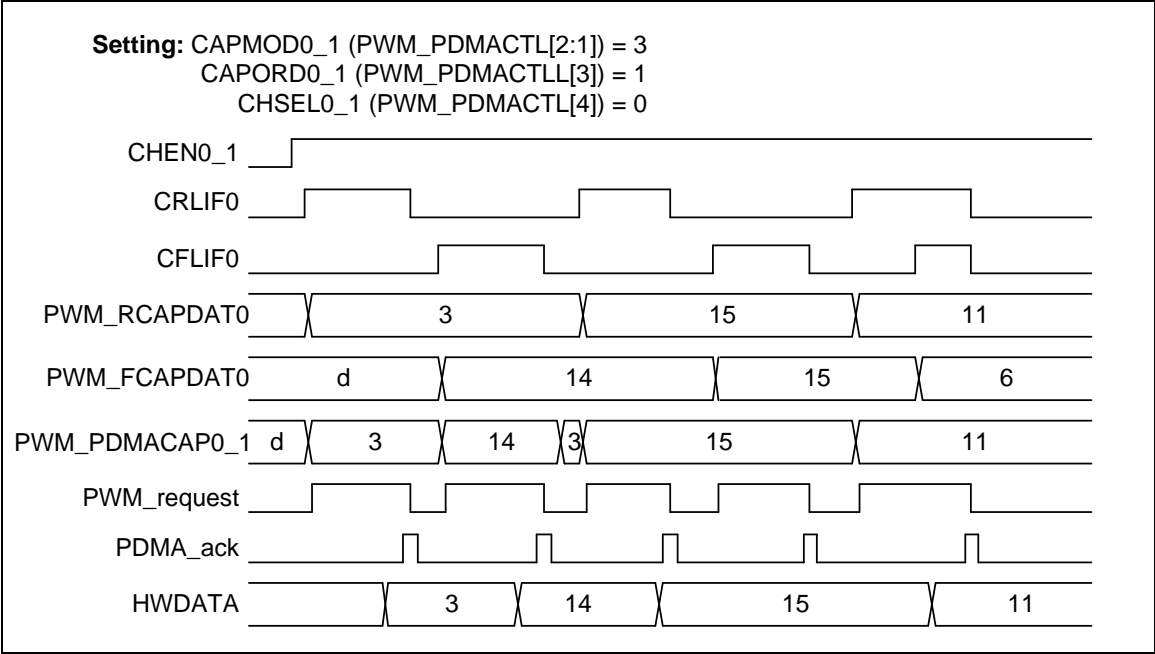 Setting: CAPMOD0_1 (PWM_PDMACTL[2:1]) = 3
CAPORD0_1 (PWM_PDMACTLL[3]) = 1
CHSEL0_1 (PWM_PDMACTL[4]) = 0
CHEN0_1
CRLIF0
CFLIF0
PWM_RCAPDAT0 3 15 11
PWM_FCAPDAT0 d 14 15 6
PWM_PDMACAP0_1 d 3 14 3 15 11
PWM_request
PDMA_ack
HWDATA 3 14 15 11